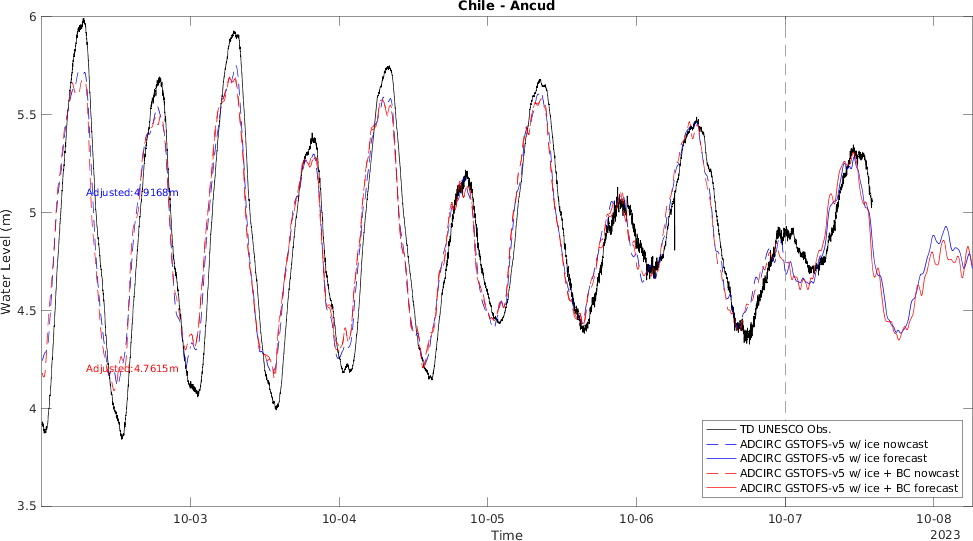 Chile - Ancud
6
5.5
5
4.5
4
3.5
Water Level (m)
Adjusted:4.9168m
Adjusted:4.7615m
TD UNESCO Obs.
ADCIRC GSTOFS-v5 w/ ice nowcast
ADCIRC GSTOFS-v5 w/ ice forecast
ADCIRC GSTOFS-v5 w/ ice + BC nowcast
ADCIRC GSTOFS-v5 w/ ice + BC forecast
10-03
10-04
10-05
10-06
10-07
10-08
Time
2023